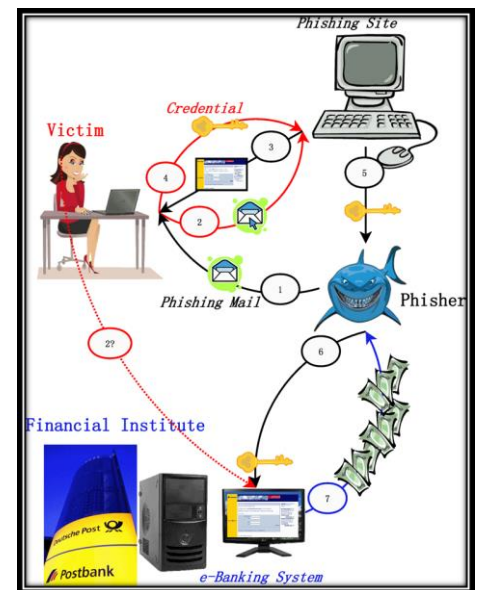 Phishing Site
Credential
Victim
3
4
5
2
1
Phishing Mail
Phisher
2?
6
Financial Institute
7
Deutsche Post
Postbank
e-Banking System